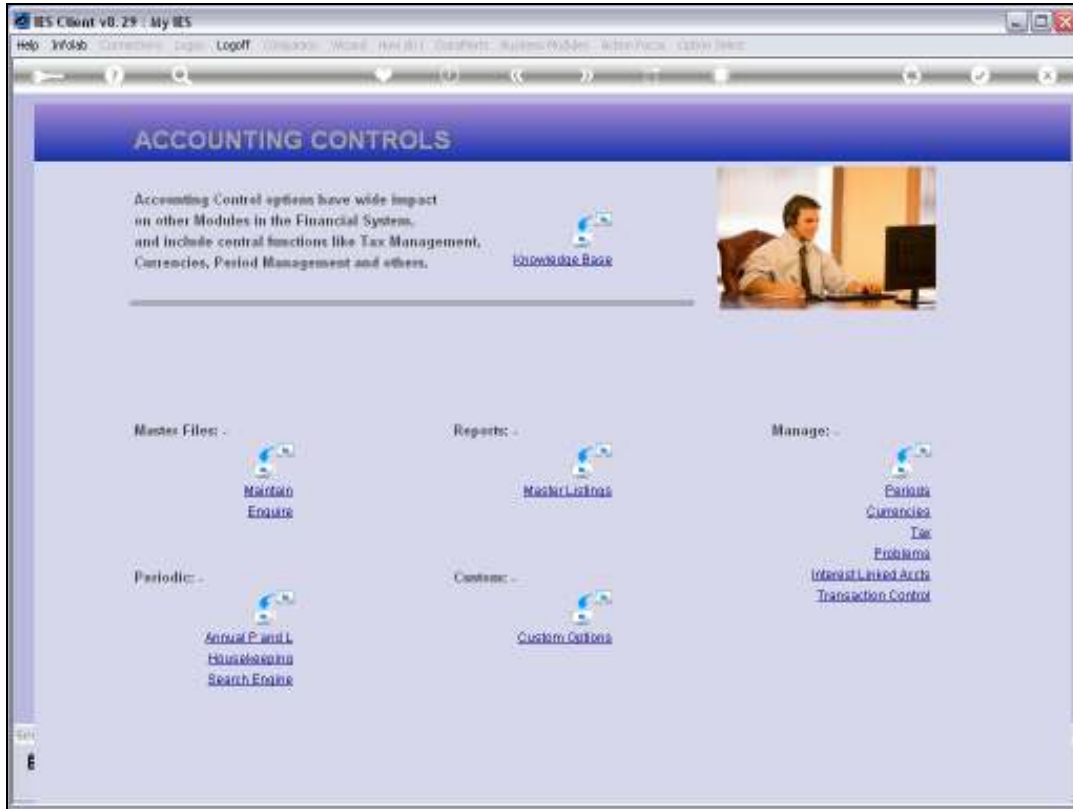 IES Client v8.29 : My IES
Help Infolab Logon Logoff Wizard
ACCOUNTING CONTROLS
Accounting Control options have wide impact
on other Modules in the Financial System,
and include central functions like Tax Management,
Currencies, Period Management and others.
Knowledge Base
Master Files: -
Maintain
Enquire
Reports: -
Master Listings
Manage: -
Periods
Currencies
Tax
Problems
Interest Linked Accts
Transaction Control
Periodic: -
Annual P and L
Housekeeping
Search Engine
Custom: -
Custom Options